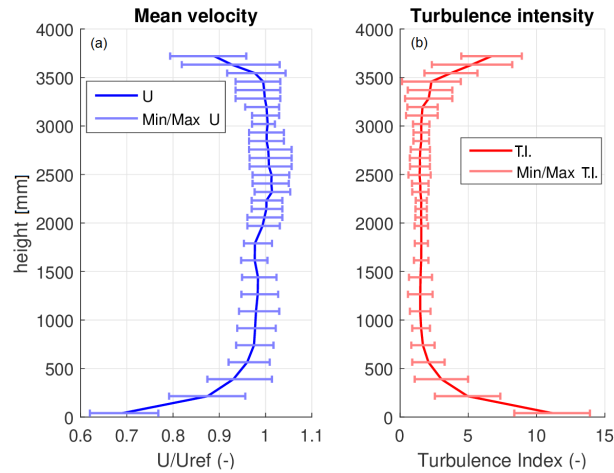 Mean velocity
(a)
U
Min/Max U
height [mm]
4000
3500
3000
2500
2000
1500
1000
500
0
0.6 0.7 0.8 0.9 1 1.1
U/Uref (-)
Turbulence intensity
(b)
T.I.
Min/Max T.I.
4000
3500
3000
2500
2000
1500
1000
500
0
0 5 10 15
Turbulence Index (-)